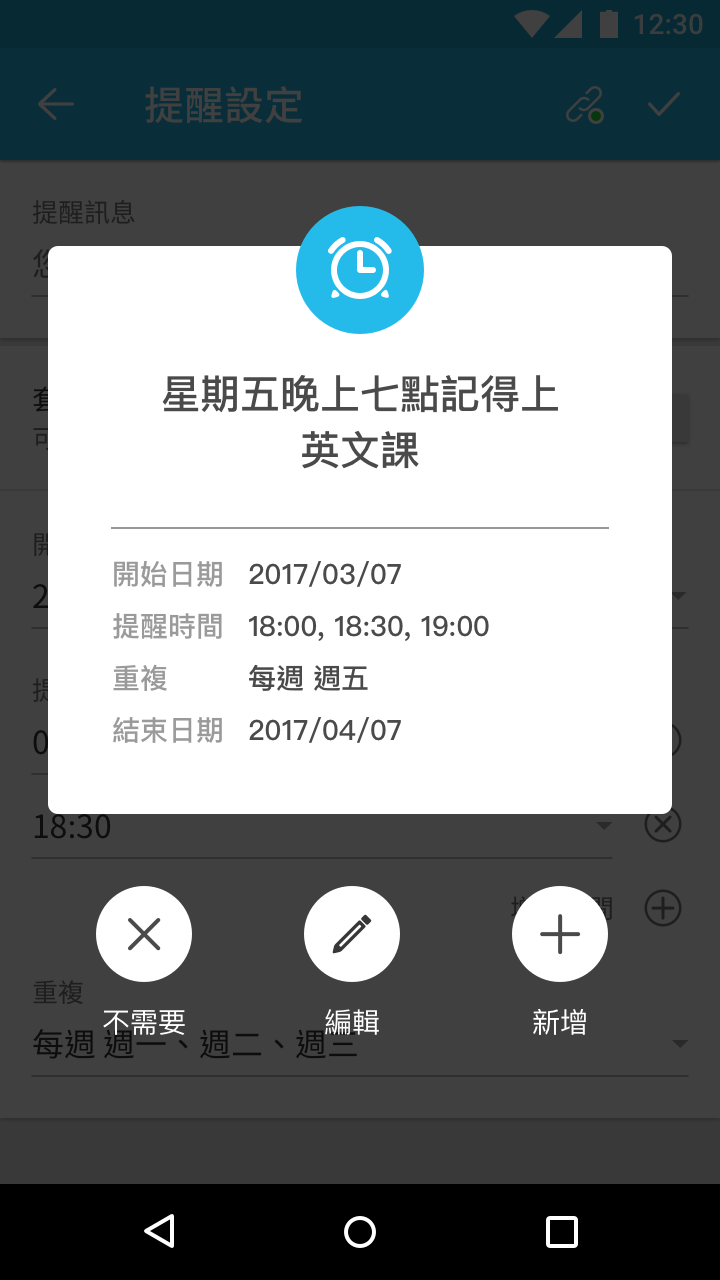 12:30
提醒設定
提醒訊息
星期五晚上七點記得上
英文課
開始日期 2017/03/07
提醒時間 18:00, 18:30, 19:00
重複 每週 週五
結束日期 2017/04/07
18:30
不需要 編輯 新增
重複
每週 週一、週二、週三